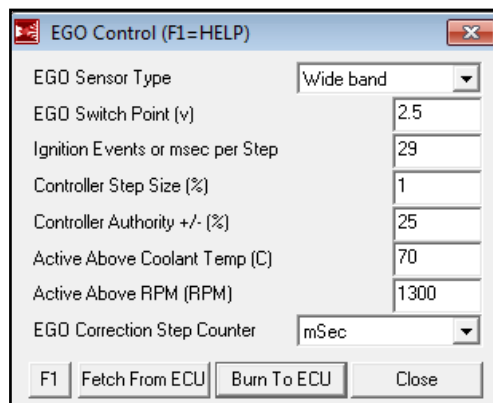 EGO Control (F1=HELP)
EGO Sensor Type Wide band
EGO Switch Point (v) 2.5
Ignition Events or msec per Step 29
Controller Step Size (%) 1
Controller Authority +/- (%) 25
Active Above Coolant Temp (C) 70
Active Above RPM (RPM) 1300
EGO Correction Step Counter mSec
F1 Fetch From ECU Burn To ECU Close